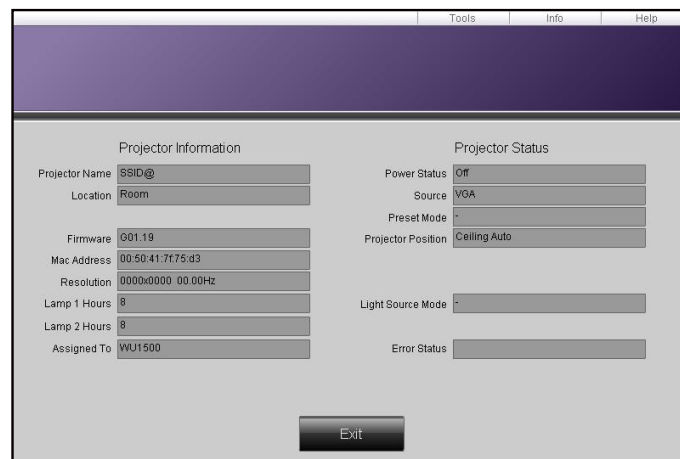 Tools Info Help
Projector Information
Projector Name SSID@
Location Room
Firmware G01.19
Mac Address 00:50:41:7f:75:d3
Resolution 0000x0000 00.00Hz
Lamp 1 Hours 8
Lamp 2 Hours 8
Assigned To WU1500
Projector Status
Power Status Off
Source VGA
Preset Mode -
Projector Position Ceiling Auto
Light Source Mode -
Error Status
Exit